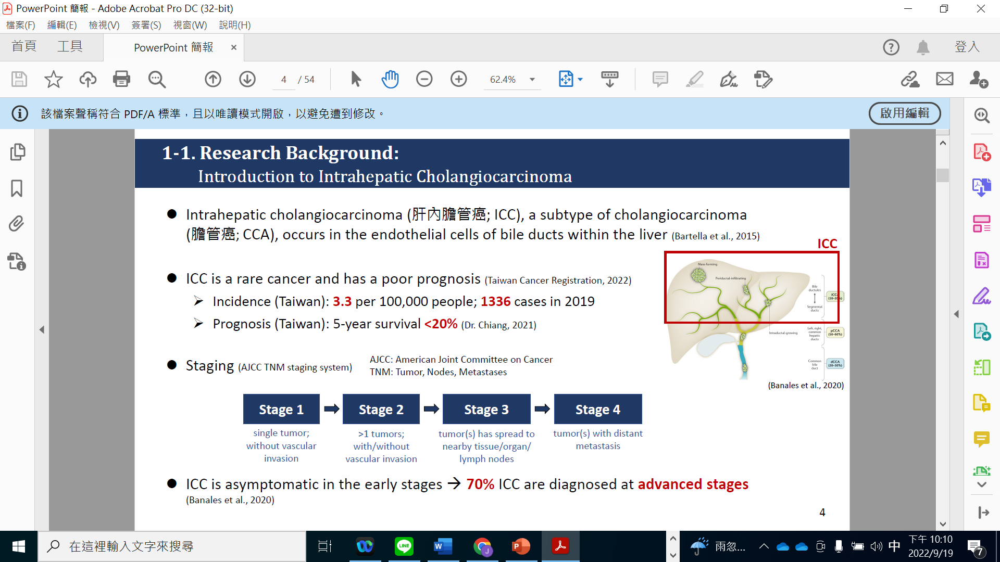 PowerPoint 簡報 - Adobe Acrobat Pro DC (32-bit)
檔案(F) 編輯(E) 檢視(V) 簽署(S) 視窗(W) 說明(H)
首頁 工具 PowerPoint 簡報 × 登入
4 / 54 62.4%
該檔案聲稱符合 PDF/A 標準，且以唯讀模式開啟，以避免遭到修改。 啟用編輯
1-1. Research Background:
Introduction to Intrahepatic Cholangiocarcinoma
● Intrahepatic cholangiocarcinoma (肝內膽管癌; ICC), a subtype of cholangiocarcinoma
(膽管癌; CCA), occurs in the endothelial cells of bile ducts within the liver (Bartella et al., 2015)
ICC
Mass-forming
Periductal-infiltrating
Bile
ductules
Segmental
ducts
iCCA
(10–20%)
Intraductal-growing
Left, right,
common
hepatic
ducts
pCCA
(50–60%)
Common
bile
duct
dCCA
(20–30%)
(Banales et al., 2020)
● ICC is a rare cancer and has a poor prognosis (Taiwan Cancer Registration, 2022)
➢ Incidence (Taiwan): 3.3 per 100,000 people; 1336 cases in 2019
➢ Prognosis (Taiwan): 5-year survival <20% (Dr. Chiang, 2021)
● Staging (AJCC TNM staging system)
AJCC: American Joint Committee on Cancer
TNM: Tumor, Nodes, Metastases
Stage 1
single tumor;
without vascular
invasion
Stage 2
>1 tumors;
with/without
vascular invasion
Stage 3
tumor(s) has spread to
nearby tissue/organ/
lymph nodes
Stage 4
tumor(s) with distant
metastasis
● ICC is asymptomatic in the early stages → 70% ICC are diagnosed at advanced stages
(Banales et al., 2020)
4
在這裡輸入文字來搜尋
LINE
雨忽...
中
下午 10:10
2022/9/19
7